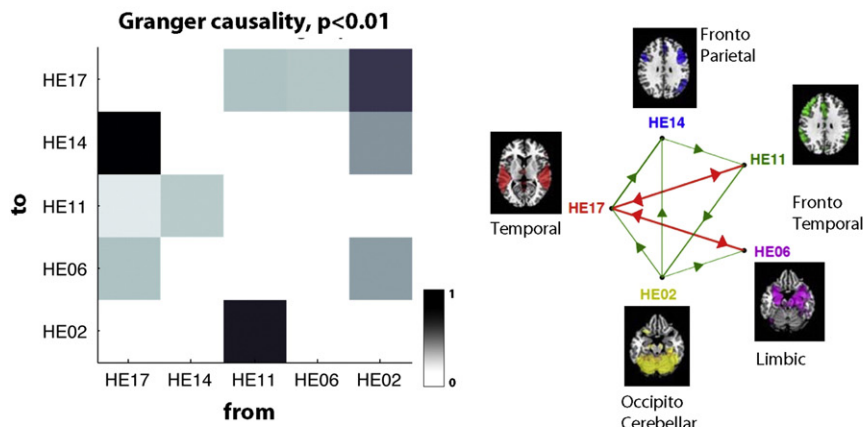 Granger causality, p<0.01
to
HE17
HE14
HE11
HE06
HE02
HE17
HE14
HE11
HE06
HE02
from
1
0
Fronto
Parietal
HE14
HE11
Fronto
Temporal
HE17
Temporal
HE06
Limbic
HE02
Occipito
Cerebellar